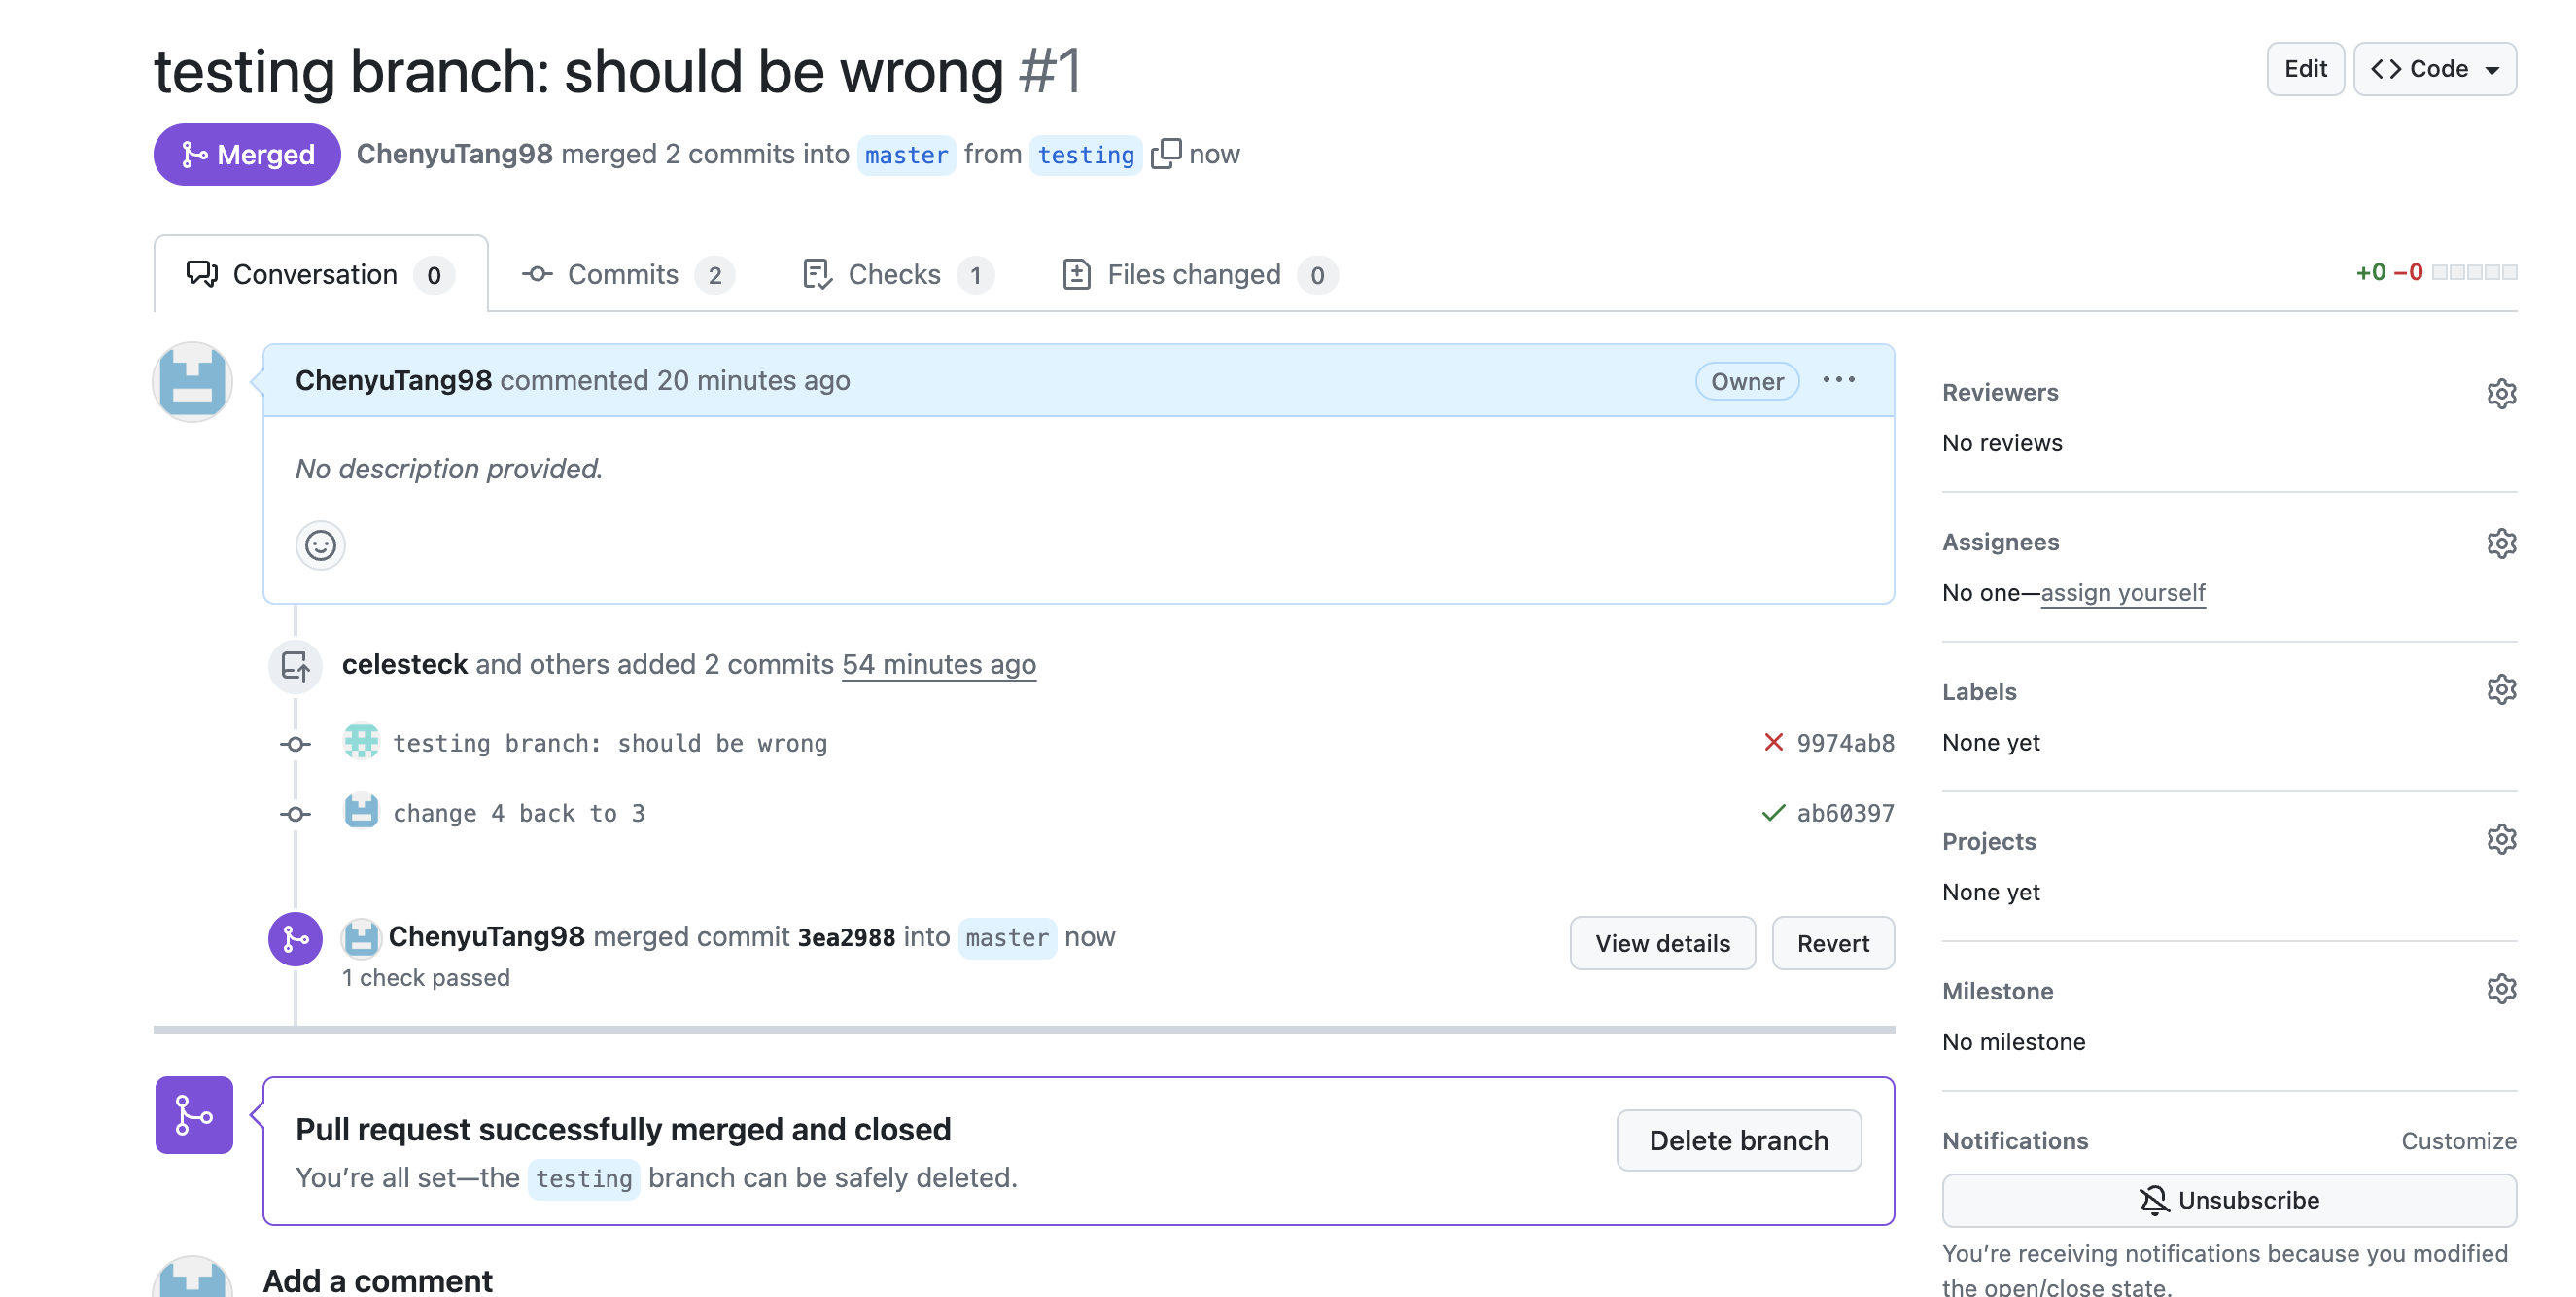 testing branch: should be wrong #1
Edit
Code
Merged
ChenyuTang98 merged 2 commits into master from testing now
Conversation 0
Commits 2
Checks 1
Files changed 0
+0 −0
ChenyuTang98 commented 20 minutes ago
Owner
No description provided.
celesteck and others added 2 commits 54 minutes ago
testing branch: should be wrong
9974ab8
change 4 back to 3
ab60397
ChenyuTang98 merged commit 3ea2988 into master now
1 check passed
View details
Revert
Pull request successfully merged and closed
You’re all set—the testing branch can be safely deleted.
Delete branch
Add a comment
Reviewers
No reviews
Assignees
No one—assign yourself
Labels
None yet
Projects
None yet
Milestone
No milestone
Notifications
Customize
Unsubscribe
You’re receiving notifications because you modified
the open/close state.